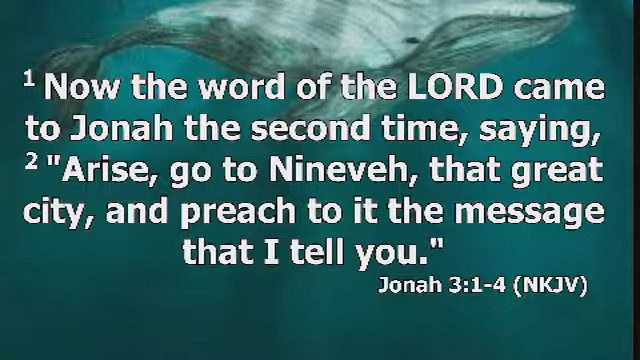 1 Now the word of the LORD came
to Jonah the second time, saying,
2 "Arise, go to Nineveh, that great
city, and preach to it the message
that I tell you."
Jonah 3:1-4 (NKJV)